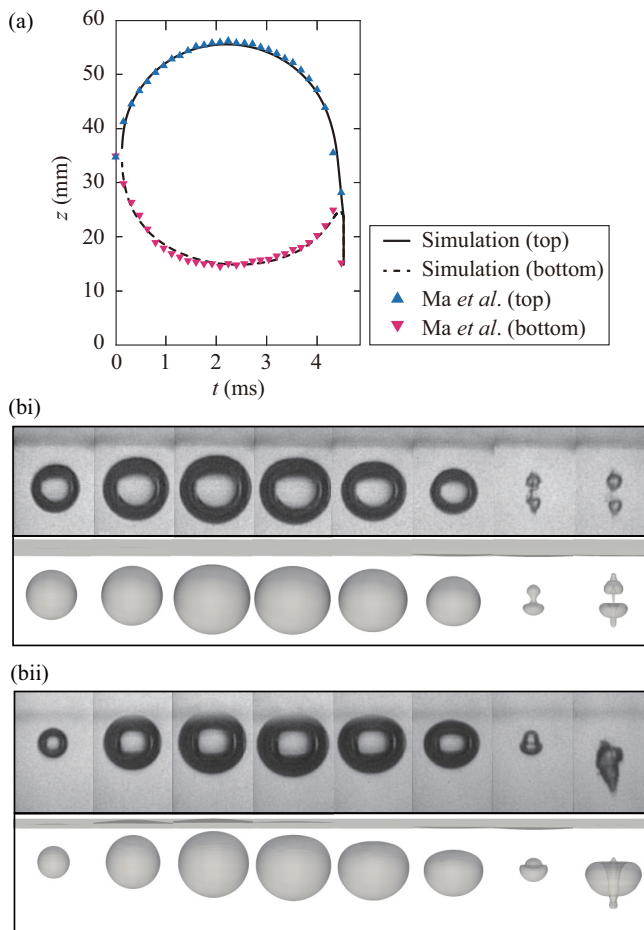 (a)
60
50
40
30
20
10
0
z (mm)
0 1 2 3 4
t (ms)
Simulation (top)
Simulation (bottom)
Ma et al. (top)
Ma et al. (bottom)
(bi)
(bii)